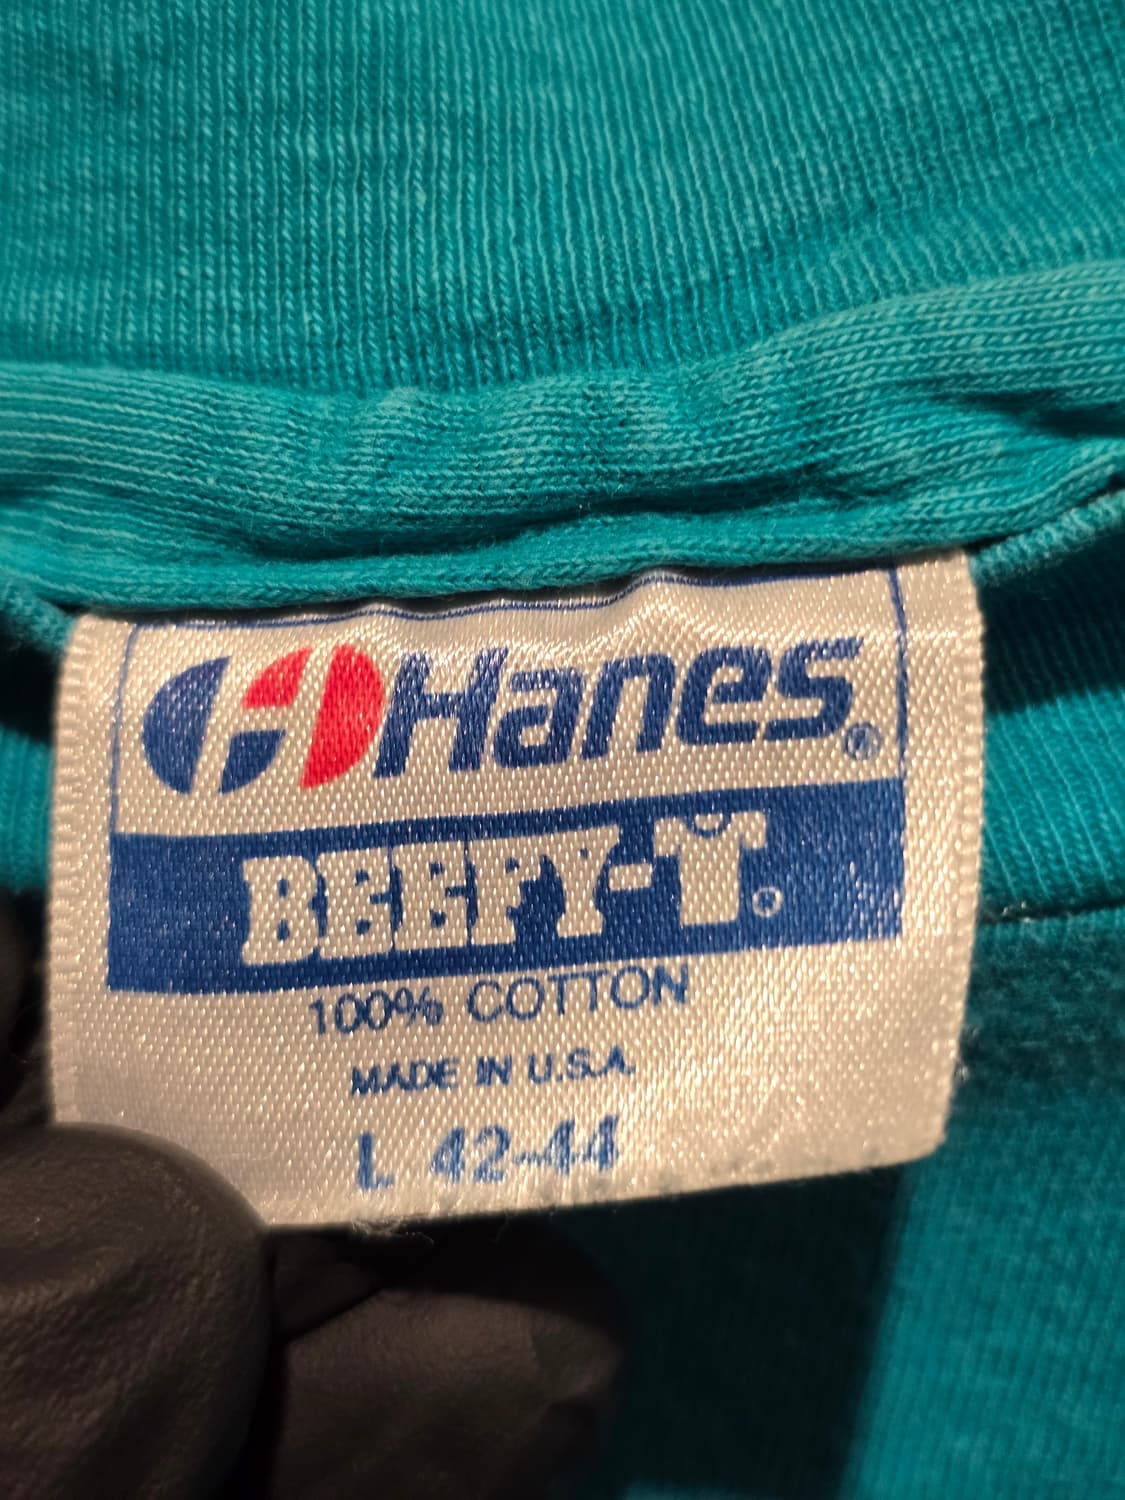 Hanes®
BEEFY-T®
100% COTTON
MADE IN U.S.A.
L 42-44